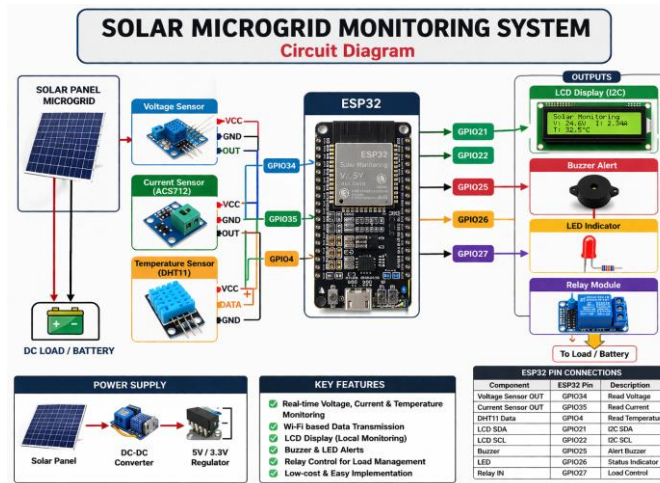 SOLAR MICROGRID MONITORING SYSTEM
Circuit Diagram
SOLAR PANEL
MICROGRID
DC LOAD / BATTERY
Voltage Sensor
VCC
GND
OUT
Current Sensor
(ACS712)
VCC
GND
OUT
Temperature Sensor
(DHT11)
VCC
DATA
GND
GPIO34
GPIO35
GPIO4
ESP32
ESP32
Solar Monitoring
GPIO21
GPIO22
GPIO25
GPIO26
GPIO27
OUTPUTS
LCD Display (I2C)
Solar Monitoring
V: 24.6V I: 2.34A
T: 32.5°C
Buzzer Alert
LED Indicator
Relay Module
To Load / Battery
POWER SUPPLY
Solar Panel
DC-DC
Converter
5V / 3.3V
Regulator
KEY FEATURES
Real-time Voltage, Current & Temperature
Monitoring
Wi-Fi based Data Transmission
LCD Display (Local Monitoring)
Buzzer & LED Alerts
Relay Control for Load Management
Low-cost & Easy Implementation
ESP32 PIN CONNECTIONS
Component ESP32 Pin Description
Voltage Sensor OUT GPIO34 Read Voltage
Current Sensor OUT GPIO35 Read Current
DHT11 Data GPIO4 Read Temperature
LCD SDA GPIO21 I2C SDA
LCD SCL GPIO22 I2C SCL
Buzzer GPIO25 Alert Buzzer
LED GPIO26 Status Indicator
Relay IN GPIO27 Load Control